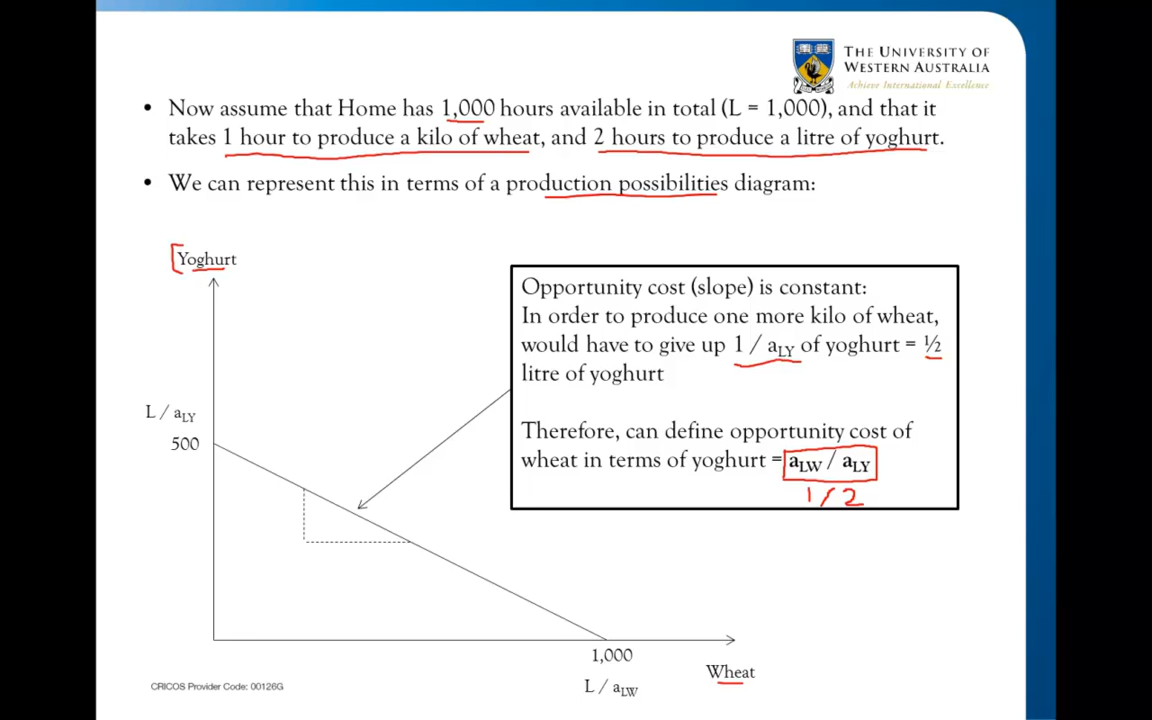 THE UNIVERSITY OF
WESTERN AUSTRALIA
Achieve International Excellence
• Now assume that Home has 1,000 hours available in total (L = 1,000), and that it
takes 1 hour to produce a kilo of wheat, and 2 hours to produce a litre of yoghurt.
• We can represent this in terms of a production possibilities diagram:
Yoghurt
Opportunity cost (slope) is constant:
In order to produce one more kilo of wheat,
would have to give up 1 / aLY of yoghurt = ½
litre of yoghurt
Therefore, can define opportunity cost of
wheat in terms of yoghurt = aLW / aLY
1 / 2
L / aLY
500
1,000
L / aLW
Wheat
CRICOS Provider Code: 00126G